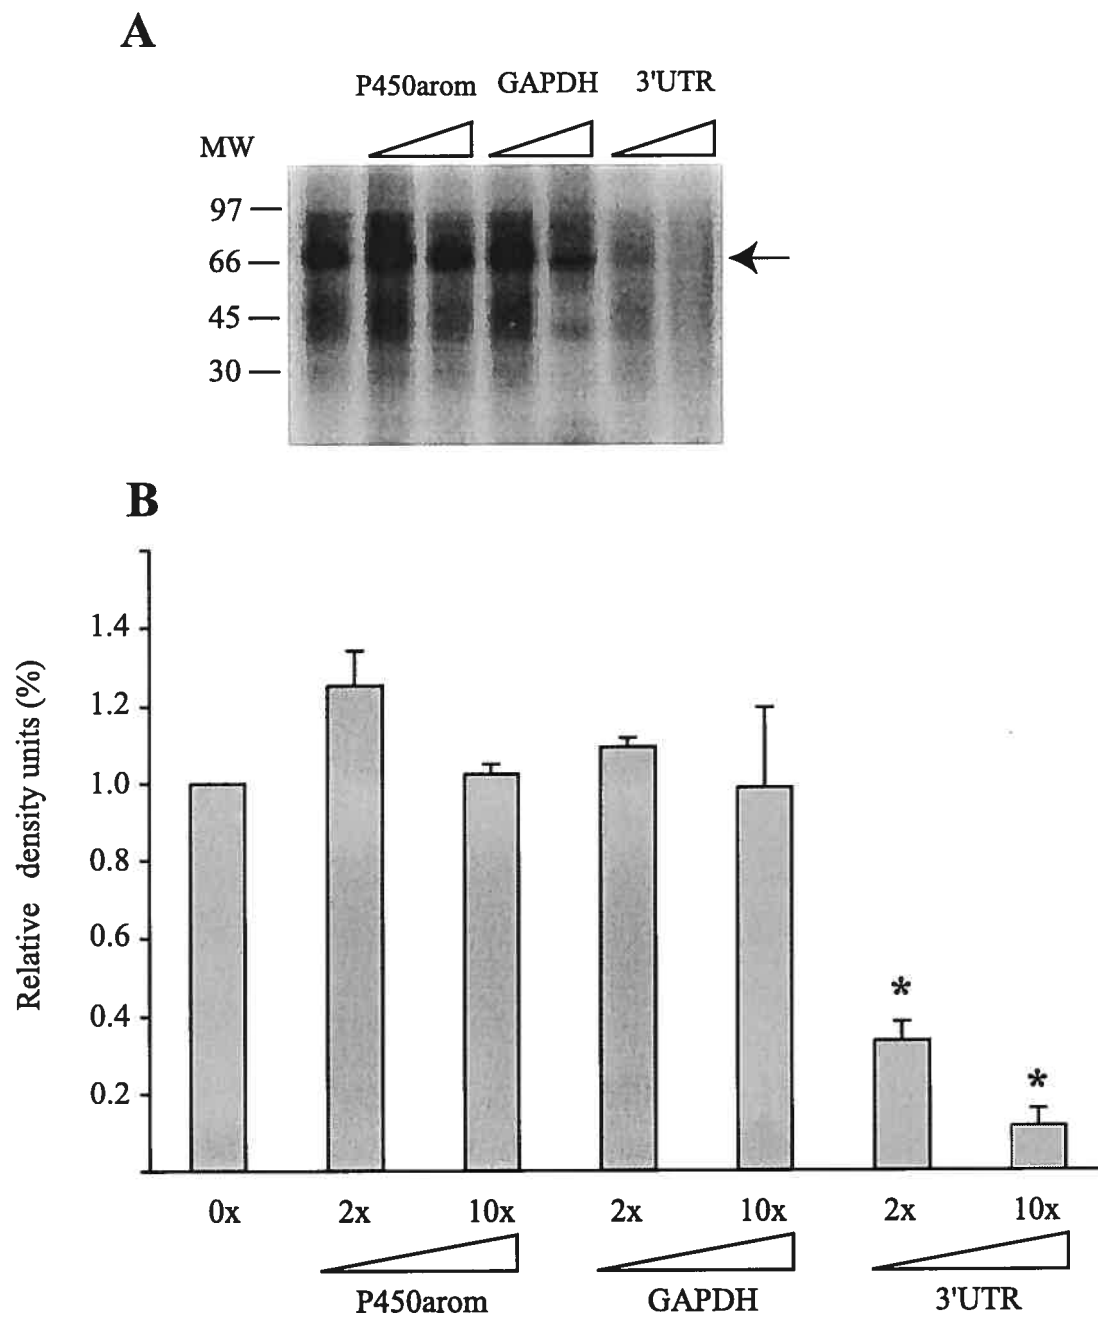 A
P450arom GAPDH 3'UTR
MW
97
66
45
30
B
Relative density units (%)
1.4
1.2
1.0
0.8
0.6
0.4
0.2
* *
0x 2x 10x 2x 10x 2x 10x
P450arom GAPDH 3'UTR